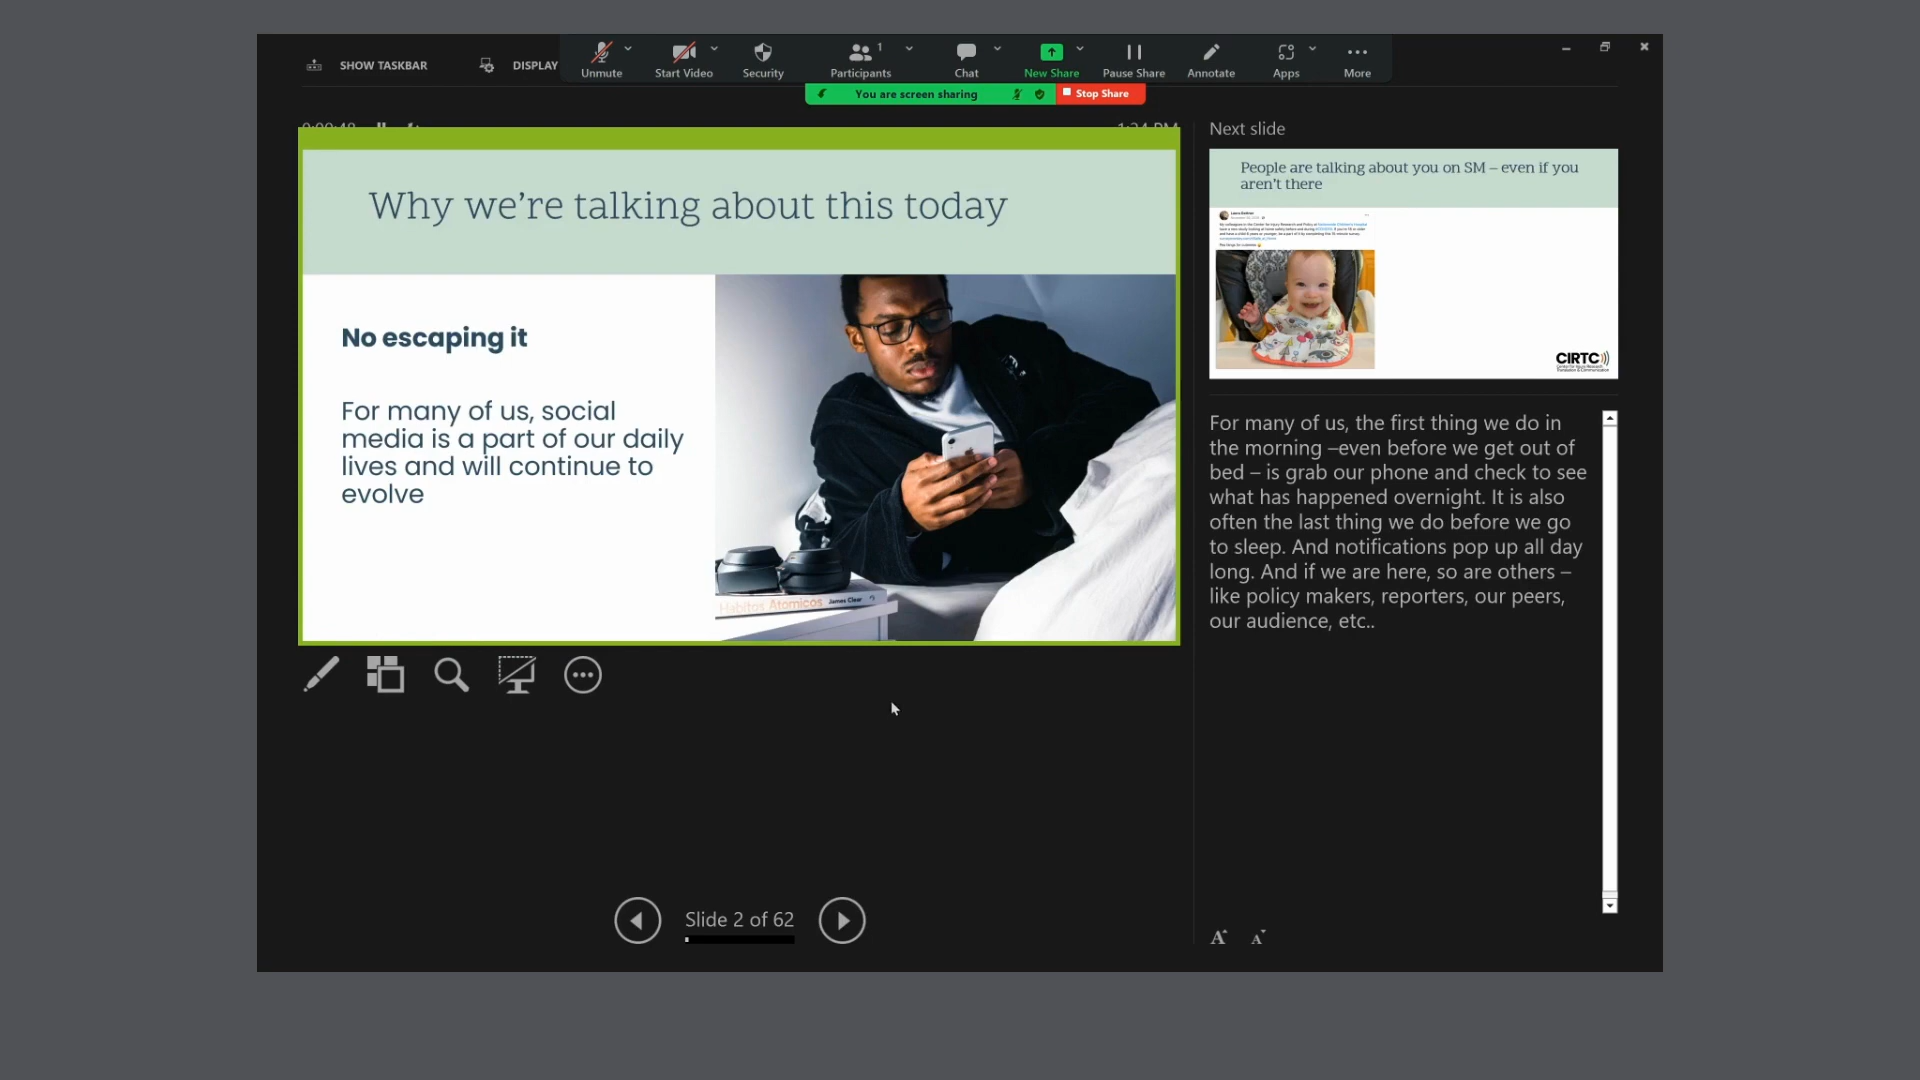 SHOW TASKBAR
DISPLAY
Unmute
Start Video
Security
Participants
1
Chat
New Share
Pause Share
Annotate
Apps
More
You are screen sharing
Stop Share
Next slide
Why we’re talking about this today
No escaping it
For many of us, social
media is a part of our daily
lives and will continue to
evolve
Habitos Atomicos James Clear
People are talking about you on SM – even if you
aren't there
CIRTC
For many of us, the first thing we do in
the morning –even before we get out of
bed – is grab our phone and check to see
what has happened overnight. It is also
often the last thing we do before we go
to sleep. And notifications pop up all day
long. And if we are here, so are others –
like policy makers, reporters, our peers,
our audience, etc..
Slide 2 of 62